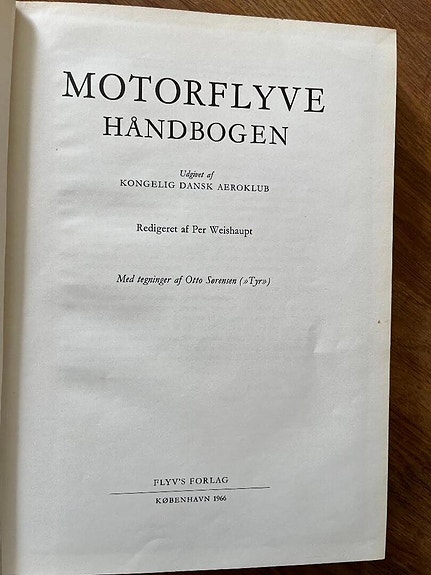 MOTORFLYVE
HÅNDBOGEN
Udgivet af
KONGELIG DANSK AEROKLUB
Redigeret af Per Weishaupt
Med tegninger af Otto Sørensen (»Tyr»)
FLYV'S FORLAG
KØBENHAVN 1966